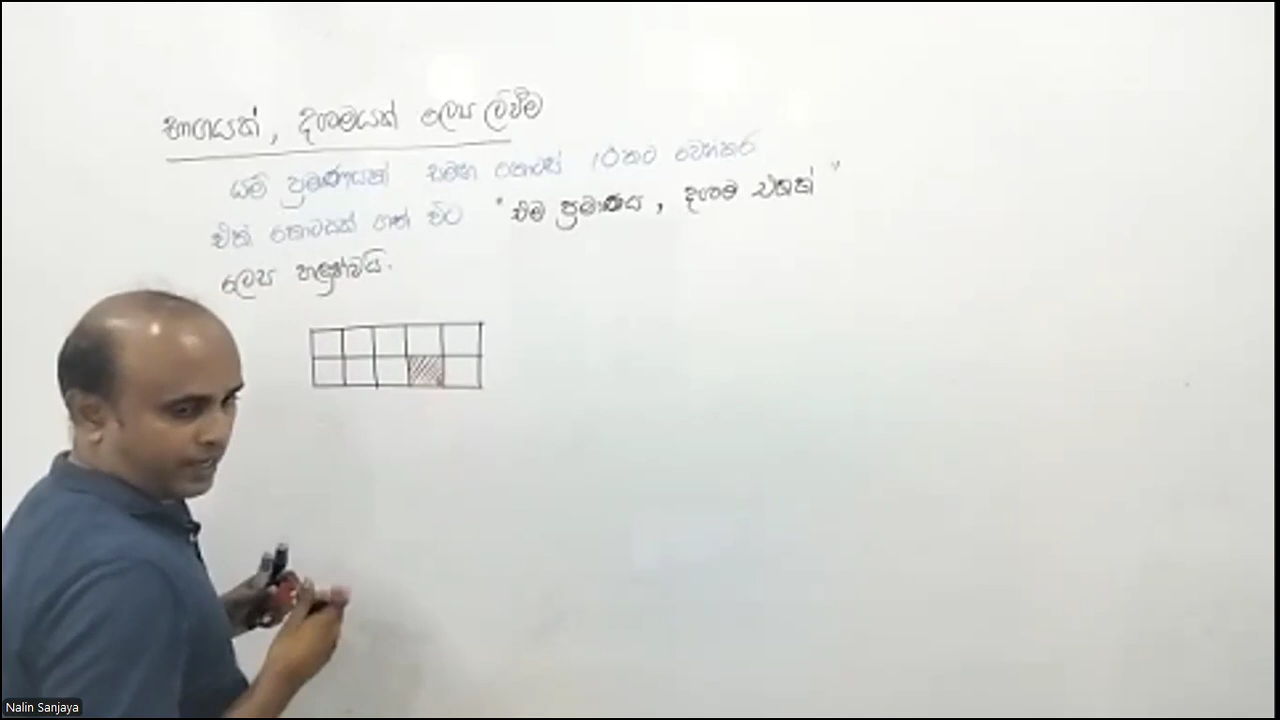 භාගයක්, දශමයක් ලෙස ලිවීම
යම් ප්‍රමාණයක් සමාන කොටස් 10කට වෙන්කර
එක් කොටසක් ගත් විට "එම ප්‍රමාණය, දශම එකක්"
ලෙස හඳුන්වයි.
Nalin Sanjaya